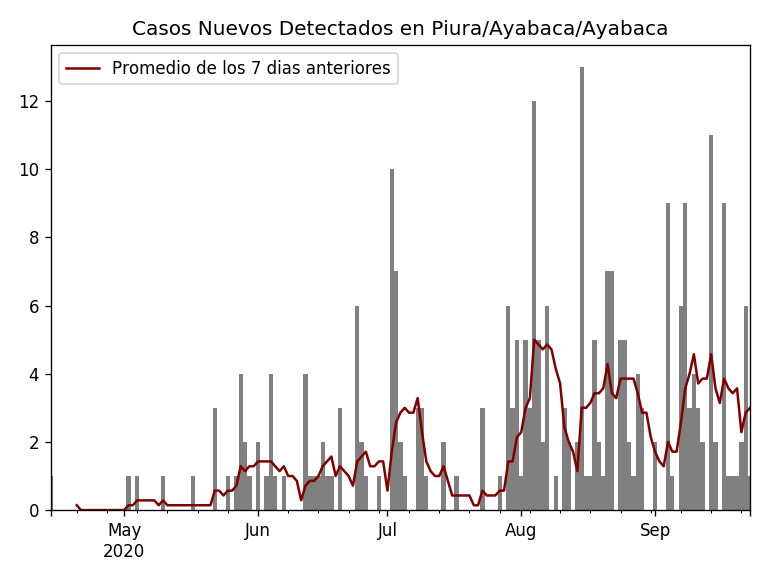 Casos Nuevos Detectados en Piura/Ayabaca/Ayabaca
Promedio de los 7 dias anteriores
12
10
8
6
4
2
0
May Jun Jul Aug Sep
2020